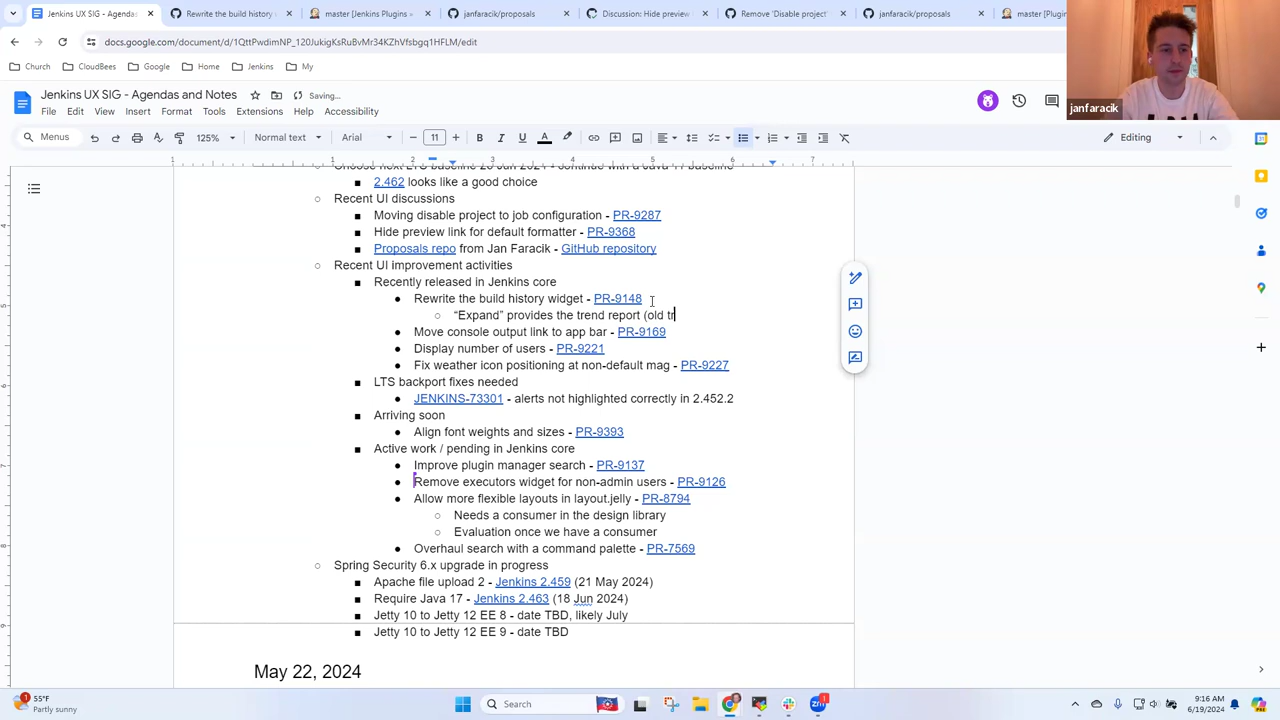 Jenkins UX SIG - Agendas and N
Rewrite the build history
master [Jenkins Plugins »
janfaracik/proposals
Discussion: Hide preview
Remove 'Disable project'
janfaracik/proposals
master [Plugin
docs.google.com/document/d/1QttPwdimNP_120JukigKsRuBvMr34KZhVfsbgq1HFLM/edit
Church CloudBees Google Home Jenkins My
janfaracik
Jenkins UX SIG - Agendas and Notes Saving...
File Edit View Insert Format Tools Extensions Help Accessibility
Menus 125% Normal text Arial 11 B I U A Editing
1 1 2 3 4 5 6 7
2.462 looks like a good choice
Recent UI discussions
Moving disable project to job configuration - PR-9287
Hide preview link for default formatter - PR-9368
Proposals repo from Jan Faracik - GitHub repository
Recent UI improvement activities
Recently released in Jenkins core
Rewrite the build history widget - PR-9148
“Expand” provides the trend report (old tr
Move console output link to app bar - PR-9169
Display number of users - PR-9221
Fix weather icon positioning at non-default mag - PR-9227
LTS backport fixes needed
JENKINS-73301 - alerts not highlighted correctly in 2.452.2
Arriving soon
Align font weights and sizes - PR-9393
Active work / pending in Jenkins core
Improve plugin manager search - PR-9137
Remove executors widget for non-admin users - PR-9126
Allow more flexible layouts in layout.jelly - PR-8794
Needs a consumer in the design library
Evaluation once we have a consumer
Overhaul search with a command palette - PR-7569
Spring Security 6.x upgrade in progress
Apache file upload 2 - Jenkins 2.459 (21 May 2024)
Require Java 17 - Jenkins 2.463 (18 Jun 2024)
Jetty 10 to Jetty 12 EE 8 - date TBD, likely July
Jetty 10 to Jetty 12 EE 9 - date TBD
May 22, 2024
55°F
Partly sunny
Search
9:16 AM
6/19/2024